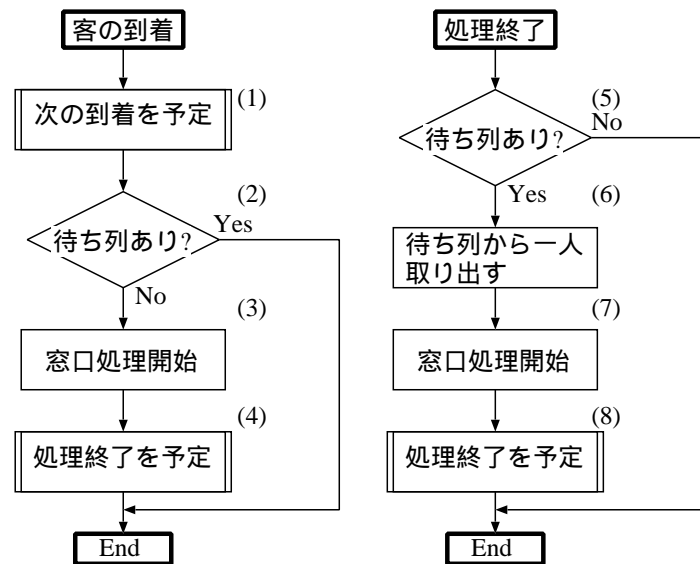 客の到着
(1)
次の到着を予定
(2)
待ち列あり?
Yes
No
(3)
窓口処理開始
(4)
処理終了を予定
End
処理終了
(5)
待ち列あり?
No
Yes
(6)
待ち列から一人
取り出す
(7)
窓口処理開始
(8)
処理終了を予定
End